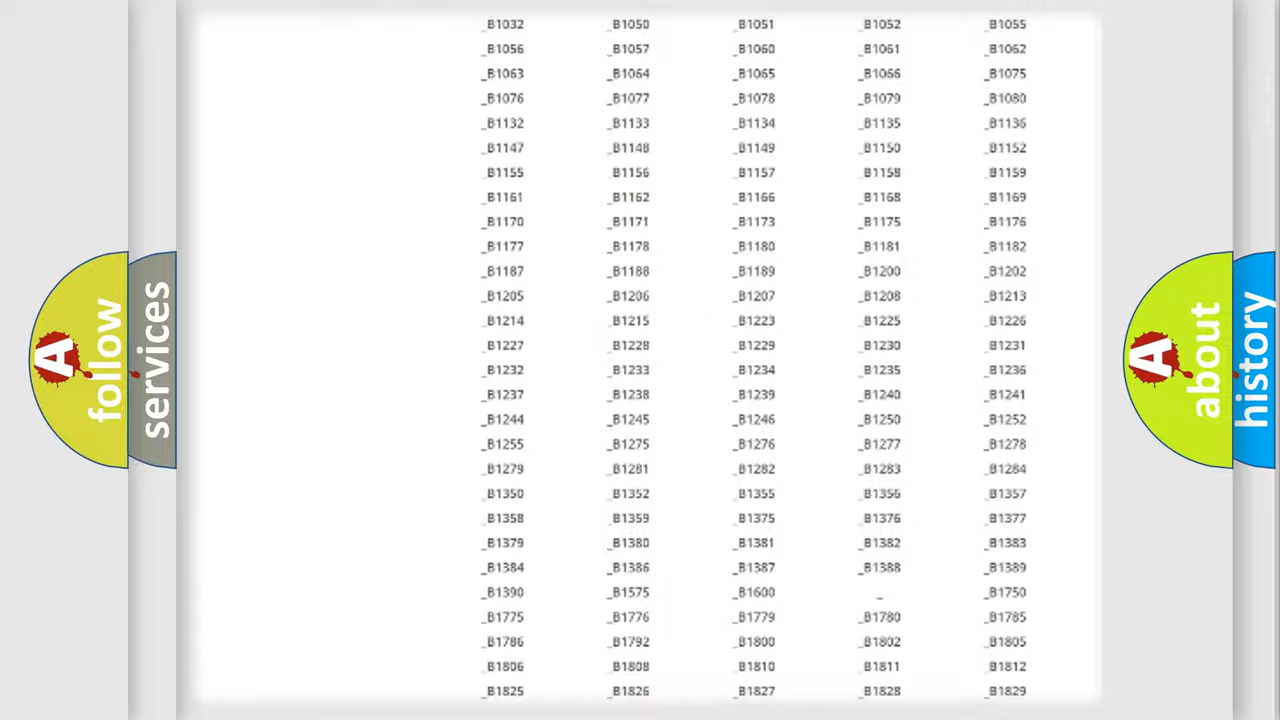 _B1032 _B1050 _B1051 _B1052 _B1055
_B1056 _B1057 _B1060 _B1061 _B1062
_B1063 _B1064 _B1065 _B1066 _B1075
_B1076 _B1077 _B1078 _B1079 _B1080
_B1132 _B1133 _B1134 _B1135 _B1136
_B1147 _B1148 _B1149 _B1150 _B1152
_B1155 _B1156 _B1157 _B1158 _B1159
_B1161 _B1162 _B1166 _B1168 _B1169
_B1170 _B1171 _B1173 _B1175 _B1176
_B1177 _B1178 _B1180 _B1181 _B1182
_B1187 _B1188 _B1189 _B1200 _B1202
_B1205 _B1206 _B1207 _B1208 _B1213
_B1214 _B1215 _B1223 _B1225 _B1226
_B1227 _B1228 _B1229 _B1230 _B1231
_B1232 _B1233 _B1234 _B1235 _B1236
_B1237 _B1238 _B1239 _B1240 _B1241
_B1244 _B1245 _B1246 _B1250 _B1252
_B1255 _B1275 _B1276 _B1277 _B1278
_B1279 _B1281 _B1282 _B1283 _B1284
_B1350 _B1352 _B1355 _B1356 _B1357
_B1358 _B1359 _B1375 _B1376 _B1377
_B1379 _B1380 _B1381 _B1382 _B1383
_B1384 _B1386 _B1387 _B1388 _B1389
_B1390 _B1575 _B1600 _ _B1750
_B1775 _B1776 _B1779 _B1780 _B1785
_B1786 _B1792 _B1800 _B1802 _B1805
_B1806 _B1808 _B1810 _B1811 _B1812
_B1825 _B1826 _B1827 _B1828 _B1829
A
follow
services
A
about
history